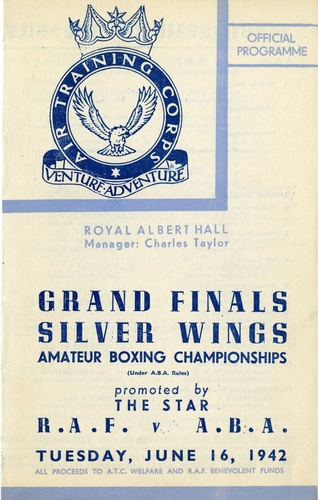 OFFICIAL
PROGRAMME
AIR TRAINING CORPS
VENTURE ADVENTURE
ROYAL ALBERT HALL
Manager: Charles Taylor
GRAND FINALS
SILVER WINGS
AMATEUR BOXING CHAMPIONSHIPS
(Under A.B.A. Rules)
promoted by
THE STAR
R.A.F. v. A.B.A.
TUESDAY, JUNE 16, 1942
ALL PROCEEDS TO A.T.C. WELFARE AND R.A.F. BENEVOLENT FUNDS